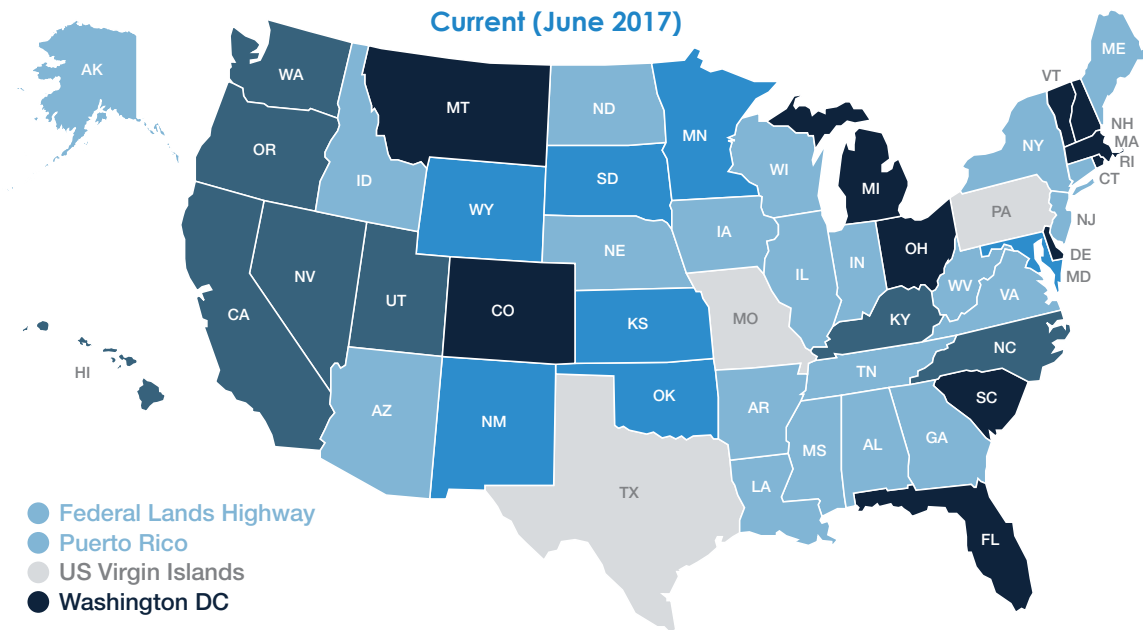 Current (June 2017)
AK
WA
MT
ND
MN
ME
VT
NH
MA
RI
CT
NY
OR
ID
SD
WI
MI
WY
PA
NJ
IA
NE
OH
DE
MD
IL
IN
WV
VA
NV
UT
CO
CA
KS
MO
KY
NC
HI
TN
SC
AZ
NM
OK
AR
MS
AL
GA
LA
TX
FL
Federal Lands Highway
Puerto Rico
US Virgin Islands
Washington DC